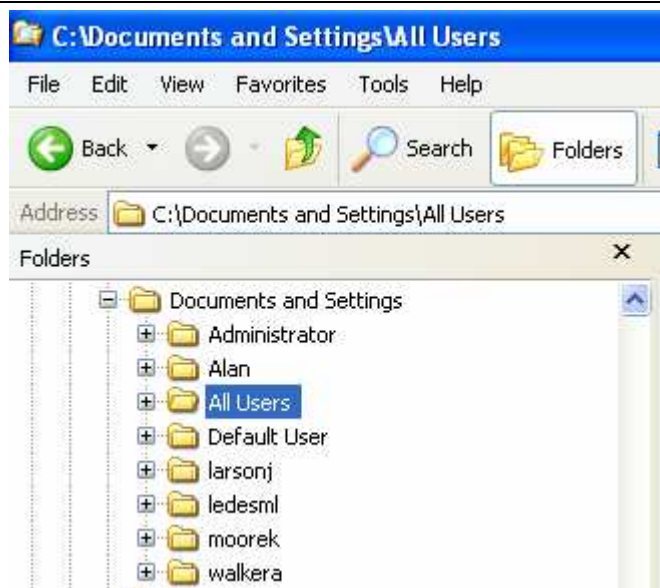 C:\Documents and Settings\All Users
File Edit View Favorites Tools Help
Back Search Folders
Address C:\Documents and Settings\All Users
Folders
Documents and Settings
Administrator
Alan
All Users
Default User
larsonj
ledesml
moorek
walkera